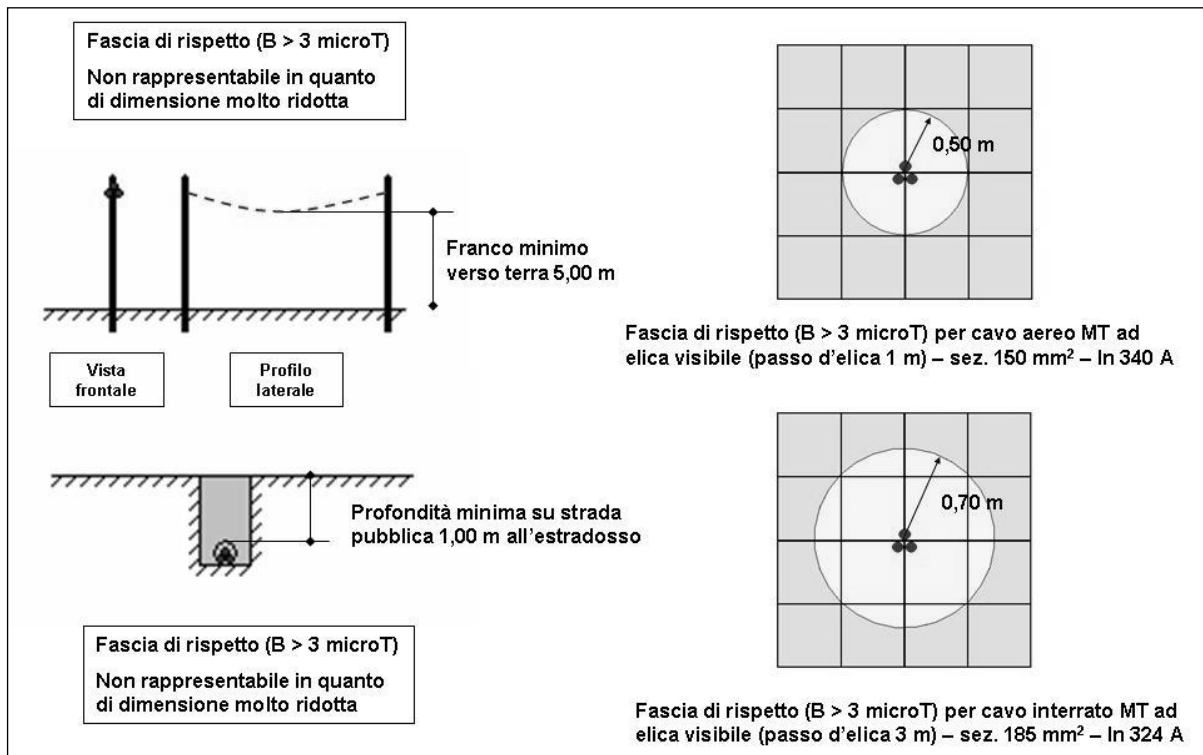 Fascia di rispetto (B > 3 microT)
Non rappresentabile in quanto
di dimensione molto ridotta
Franco minimo
verso terra 5,00 m
Vista
frontale
Profilo
laterale
Profondità minima su strada
pubblica 1,00 m all'estradosso
Fascia di rispetto (B > 3 microT)
Non rappresentabile in quanto
di dimensione molto ridotta
0,50 m
Fascia di rispetto (B > 3 microT) per cavo aereo MT ad
elica visibile (passo d'elica 1 m) – sez. 150 mm² – In 340 A
0,70 m
Fascia di rispetto (B > 3 microT) per cavo interrato MT ad
elica visibile (passo d'elica 3 m) – sez. 185 mm² – In 324 A